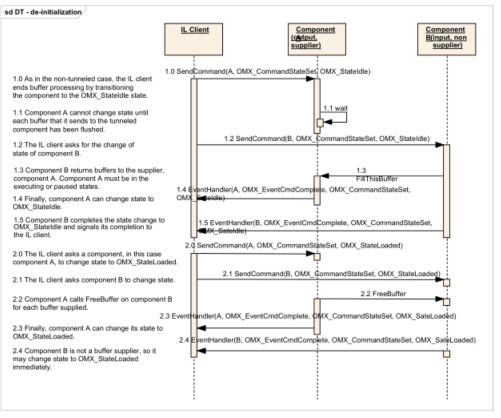 sd DT - de-initialization
IL Client
Component
A(output,
supplier)
Component
B(input, non
supplier)
1.0 SendCommand(A, OMX_CommandStateSet, OMX_StateIdle)
1.0 As in the non-tunneled case, the IL client
ends buffer processing by transitioning
the component to the OMX_StateIdle state.
1.1 wait
1.1 Component A cannot change state until
each buffer that it sends to the tunneled
component has been flushed.
1.2 SendCommand(B, OMX_CommandStateSet, OMX_StateIdle)
1.2 The IL client asks for the change of
state of component B.
1.3 Component B returns buffers to the supplier,
component A. Component A must be in the
executing or paused states.
1.3
FillThisBuffer
1.4 EventHandler(A, OMX_EventCmdComplete, OMX_CommandStateSet,
OMX_StateIdle)
1.4 Finally, component A can change state to
OMX_StateIdle.
1.5 Component B completes the state change to
OMX_StateIdle and signals its completion to
the IL client.
1.5 EventHandler(B, OMX_EventCmdComplete, OMX_CommandStateSet,
OMX_StateIdle)
2.0 SendCommand(A, OMX_CommandStateSet, OMX_StateLoaded)
2.0 The IL client asks a component, in this case
component A, to change state to OMX_StateLoaded.
2.1 SendCommand(B, OMX_CommandStateSet, OMX_StateLoaded)
2.1 The IL client asks component B to change state.
2.2 FreeBuffer
2.2 Component A calls FreeBuffer on component B
for each buffer supplied.
2.3 EventHandler(A, OMX_EventCmdComplete, OMX_CommandStateSet, OMX_SateLoaded)
2.3 Finally, component A can change its state to
OMX_StateLoaded.
2.4 EventHandler(B, OMX_EventCmdComplete, OMX_CommandStateSet, OMX_SateLoaded)
2.4 Component B is not a buffer supplier, so it
may change state to OMX_StateLoaded
immediately.